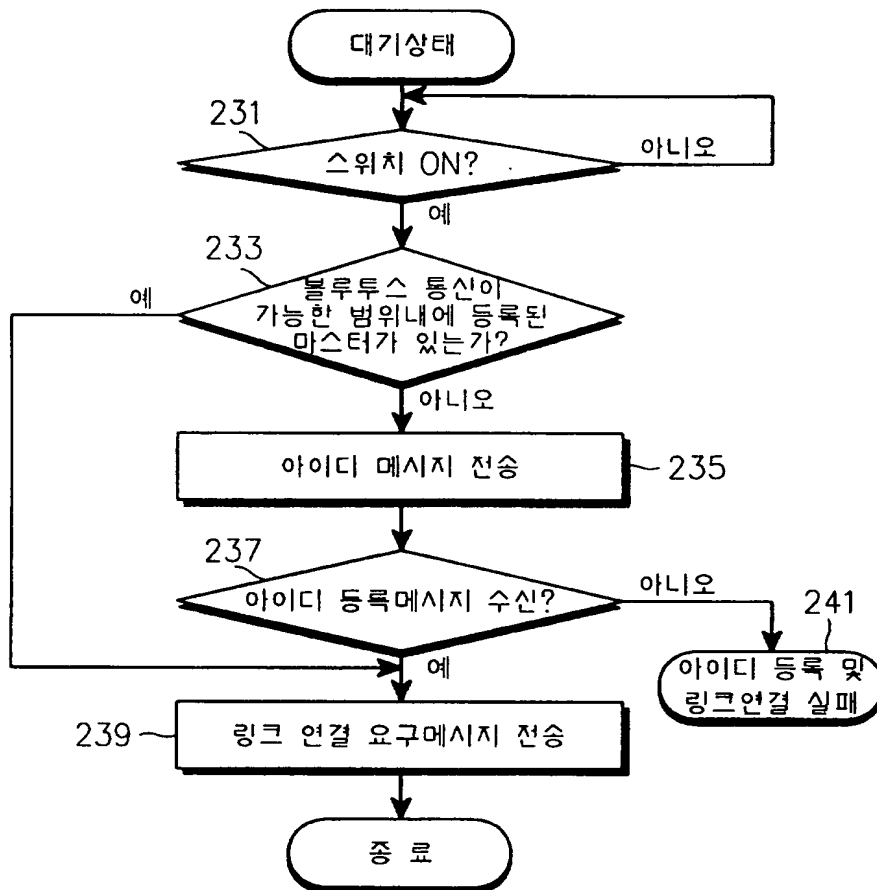 대기상태
231
스위치 ON?
아니오
예
233
예
블루투스 통신이
가능한 범위내에 등록된
마스터가 있는가?
아니오
아이디 메시지 전송
235
237
아이디 등록메시지 수신?
아니오
241
아이디 등록 및
링크연결 실패
예
239
링크 연결 요구메시지 전송
종 료